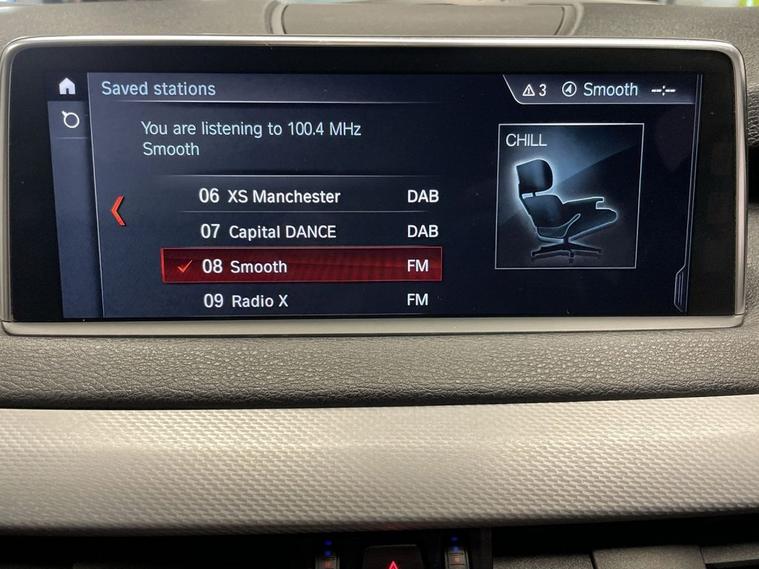 Saved stations
3 Smooth --:--
You are listening to 100.4 MHz
Smooth
CHILL
06 XS Manchester DAB
07 Capital DANCE DAB
08 Smooth FM
09 Radio X FM